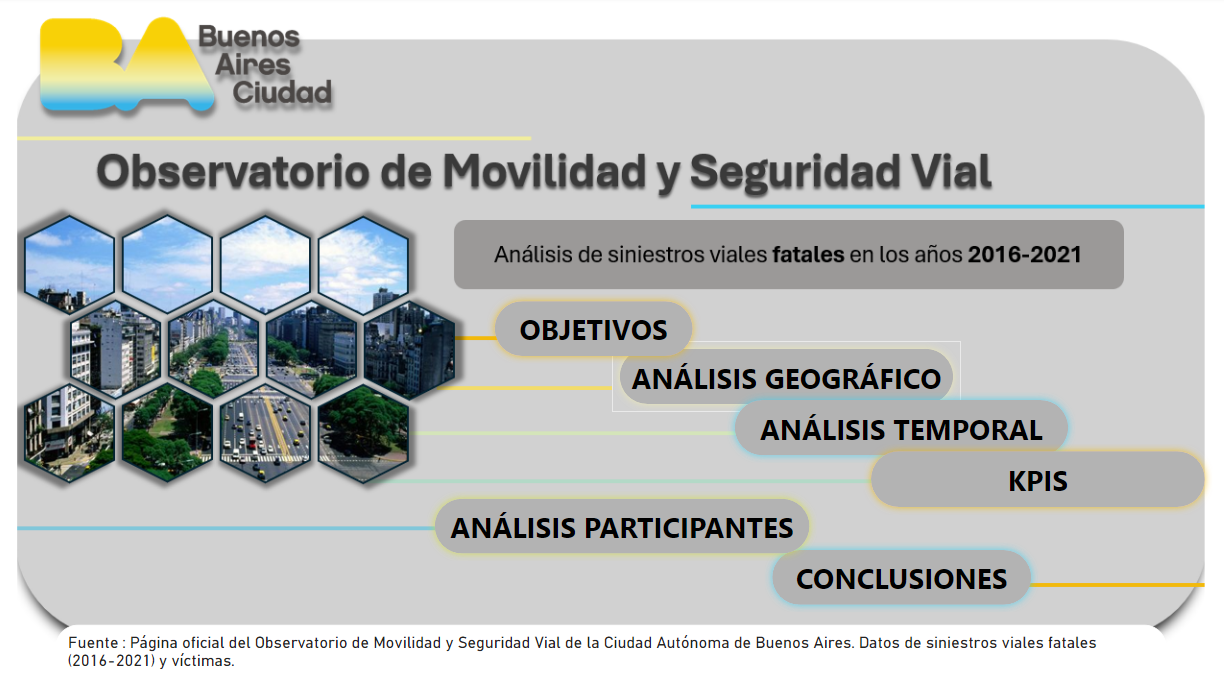 Buenos
Aires
Ciudad
Observatorio de Movilidad y Seguridad Vial
Análisis de siniestros viales fatales en los años 2016-2021
OBJETIVOS
ANÁLISIS GEOGRÁFICO
ANÁLISIS TEMPORAL
KPIS
ANÁLISIS PARTICIPANTES
CONCLUSIONES
Fuente : Página oficial del Observatorio de Movilidad y Seguridad Vial de la Ciudad Autónoma de Buenos Aires. Datos de siniestros viales fatales
(2016-2021) y víctimas.